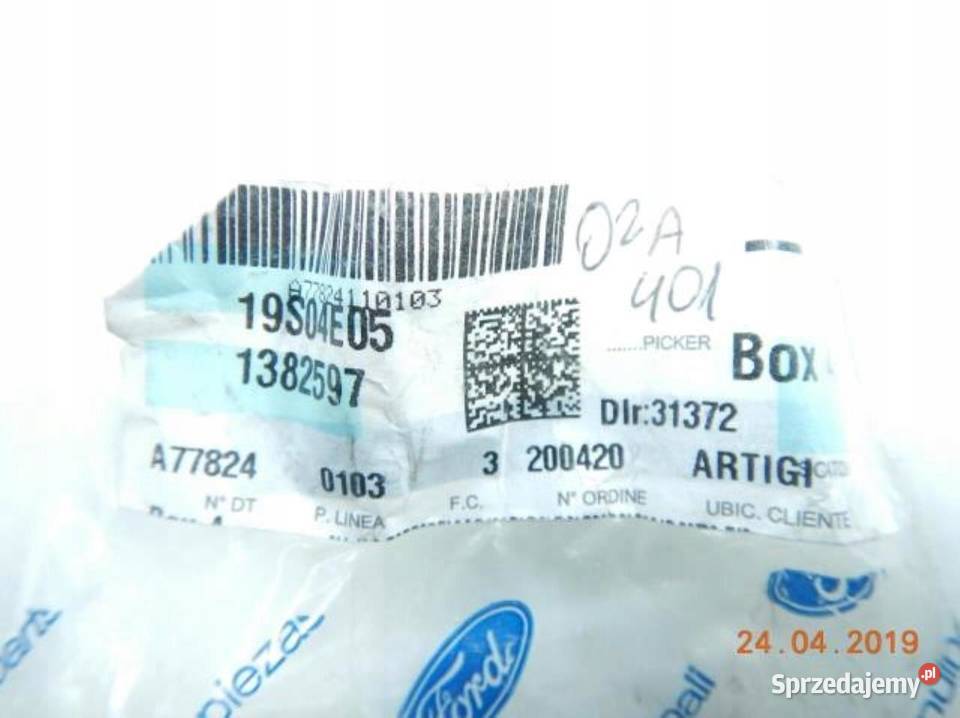 02A
401
A77824110103
19S04E05
1382597
.......PICKER
Box
Dlr:31372
A77824
0103
3
200420
ARTIGI
N° DT
P. LINEA
F.C.
N° ORDINE
UBIC. CLIENTE
piezas
Ford
24.04.2019
Sprzedajemy.pl